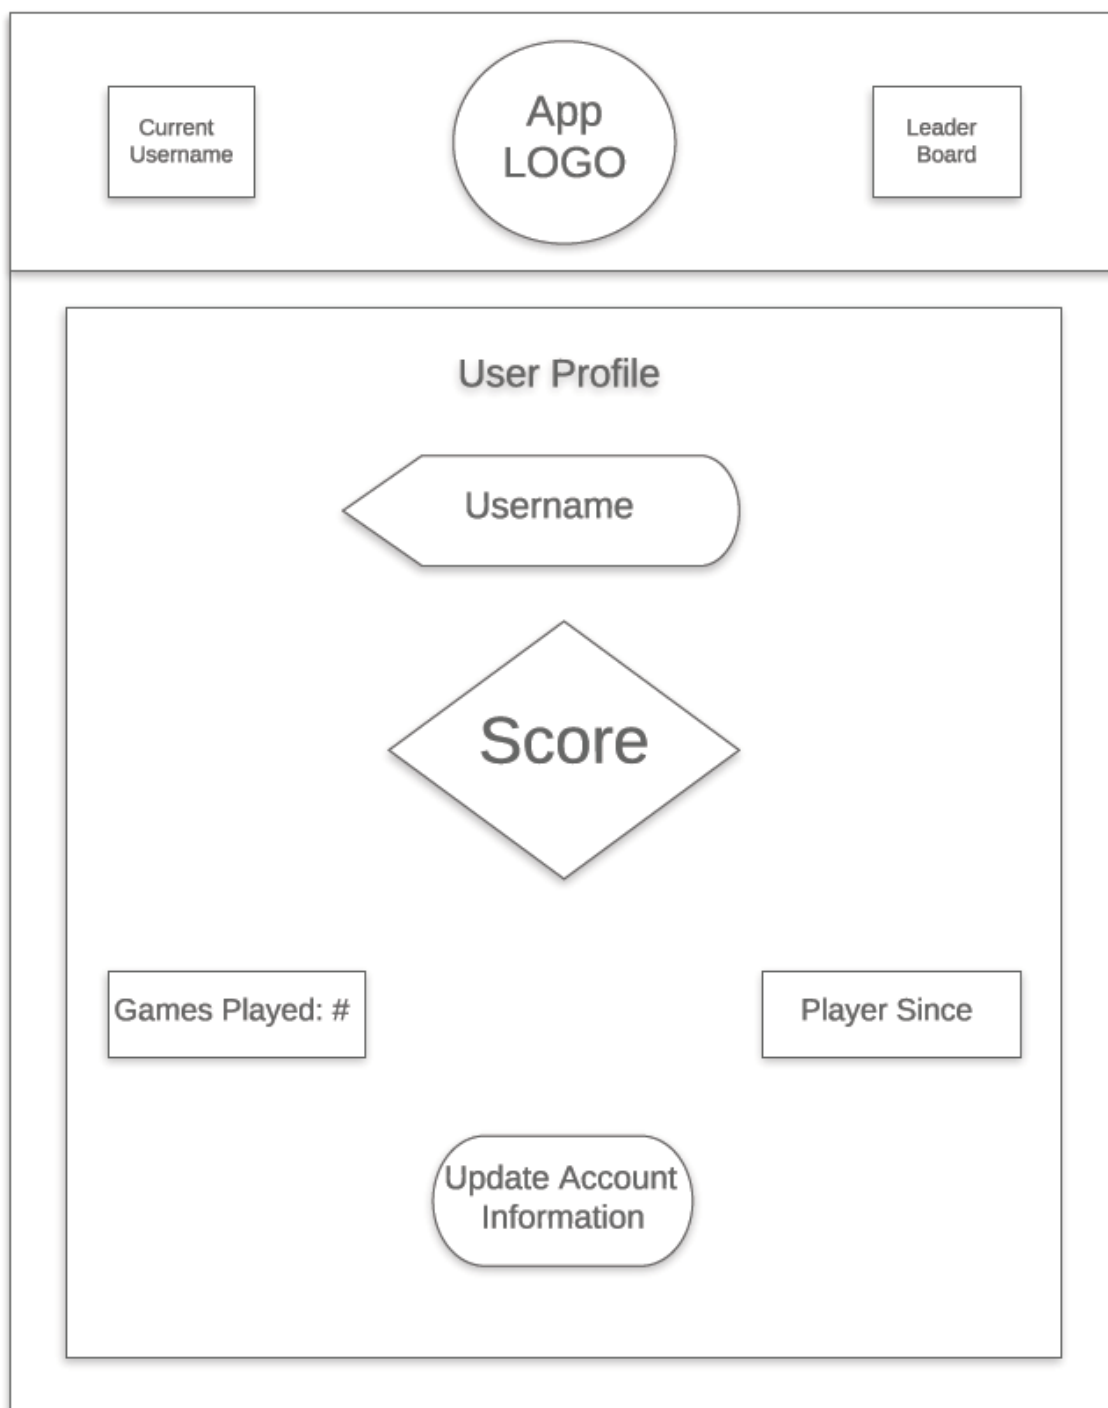 Current
Username
App
LOGO
Leader
Board
User Profile
Username
Score
Games Played: #
Player Since
Update Account
Information